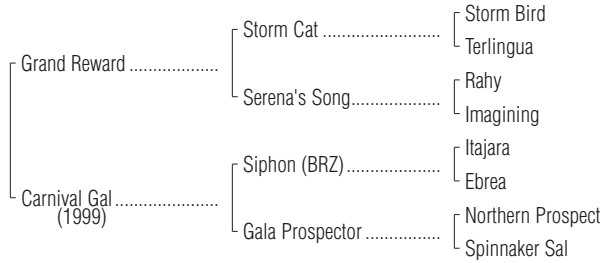 Storm Bird
Storm Cat ..........................
Terlingua
Grand Reward ....................
Rahy
Serena's Song....................
Imagining
Itajara
Siphon (BRZ).....................
Ebrea
Carnival Gal .......................
(1999)
Northern Prospect
Gala Prospector .................
Spinnaker Sal